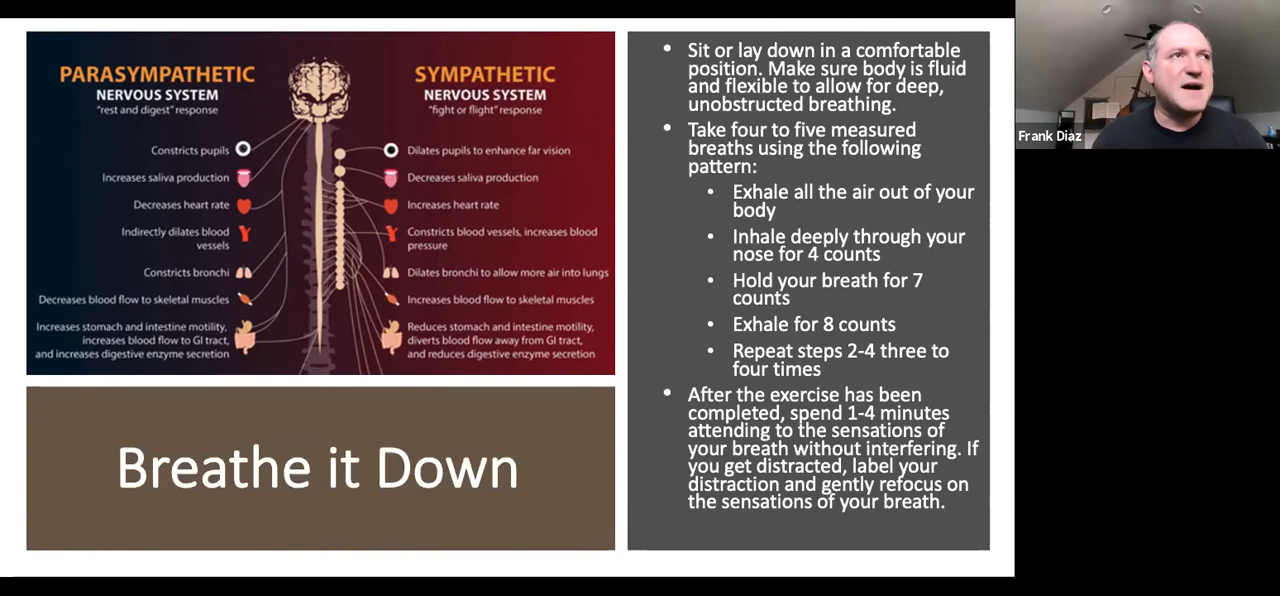 PARASYMPATHETIC
NERVOUS SYSTEM
"rest and digest" response
Constricts pupils
Increases saliva production
Decreases heart rate
Indirectly dilates blood
vessels
Constricts bronchi
Decreases blood flow to skeletal muscles
Increases stomach and intestine motility,
increases blood flow to GI tract,
and increases digestive enzyme secretion
SYMPATHETIC
NERVOUS SYSTEM
"fight or flight" response
Dilates pupils to enhance far vision
Decreases saliva production
Increases heart rate
Constricts blood vessels, increases blood
pressure
Dilates bronchi to allow more air into lungs
Increases blood flow to skeletal muscles
Reduces stomach and intestine motility,
diverts blood flow away from GI tract,
and reduces digestive enzyme secretion
Breathe it Down
• Sit or lay down in a comfortable
position. Make sure body is fluid
and flexible to allow for deep,
unobstructed breathing.
• Take four to five measured
breaths using the following
pattern:
• Exhale all the air out of your
body
• Inhale deeply through your
nose for 4 counts
• Hold your breath for 7
counts
• Exhale for 8 counts
• Repeat steps 2-4 three to
four times
• After the exercise has been
completed, spend 1-4 minutes
attending to the sensations of
your breath without interfering. If
you get distracted, label your
distraction and gently refocus on
the sensations of your breath.
Frank Diaz